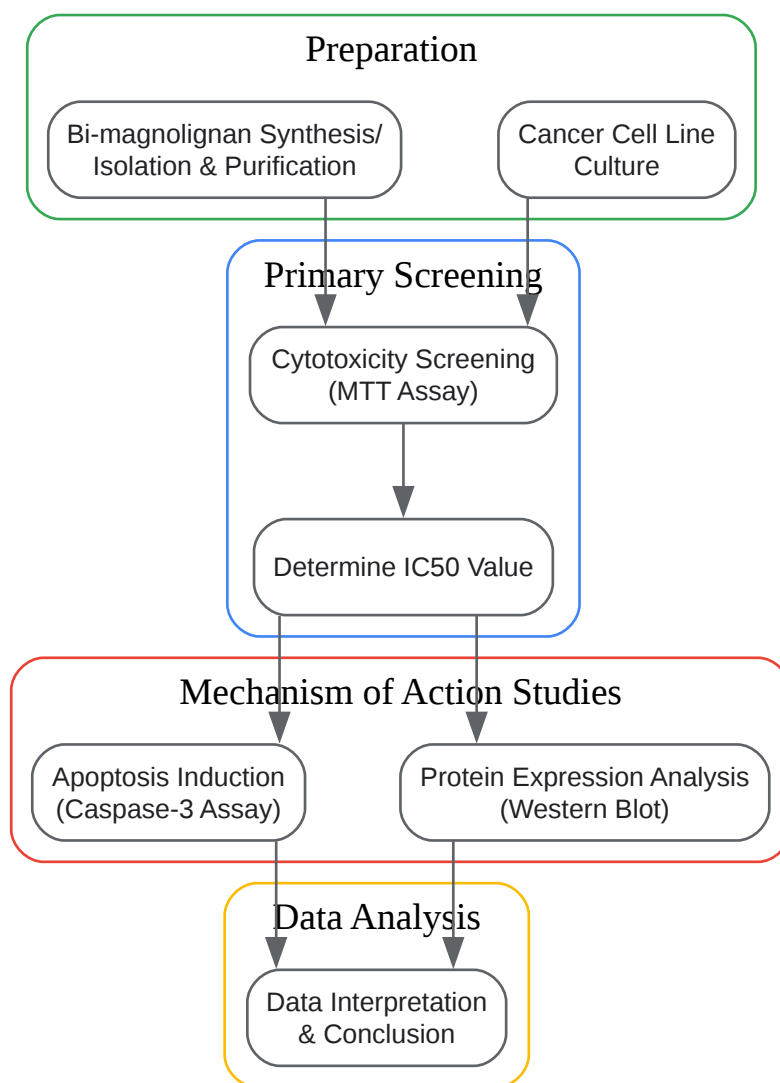 Preparation
Bi-magnolignan Synthesis/
Isolation & Purification
Cancer Cell Line
Culture
Primary Screening
Cytotoxicity Screening
(MTT Assay)
Determine IC50 Value
Mechanism of Action Studies
Apoptosis Induction
(Caspase-3 Assay)
Protein Expression Analysis
(Western Blot)
Data Analysis
Data Interpretation
& Conclusion